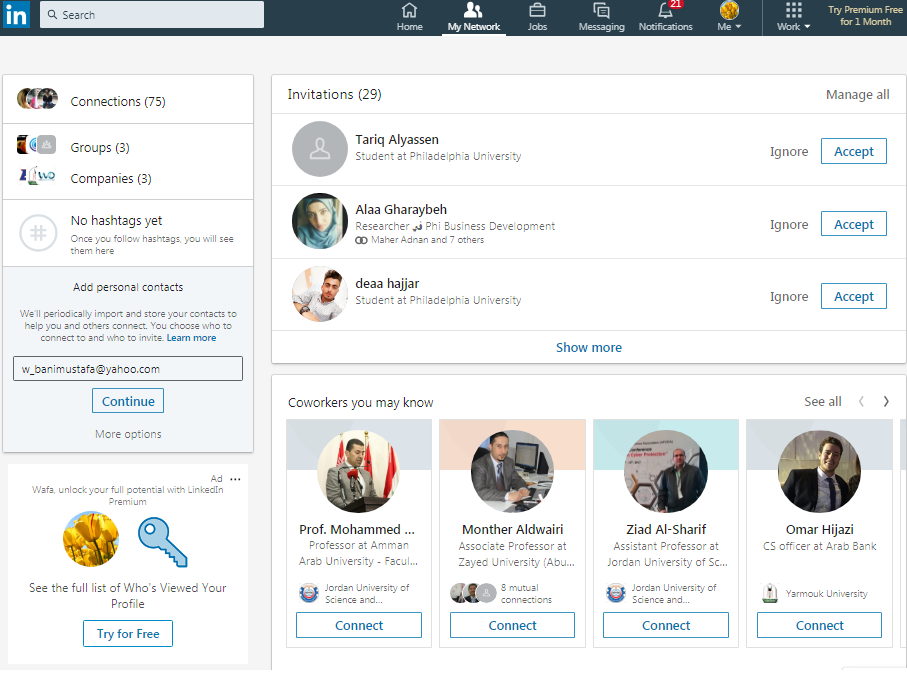 in
Search
Home
My Network
Jobs
Messaging
21
Notifications
Me
Work
Try Premium Free
for 1 Month
Connections (75)
Groups (3)
Companies (3)
No hashtags yet
Once you follow hashtags, you will see
them here
Add personal contacts
We'll periodically import and store your contacts to
help you and others connect. You choose who to
connect to and who to invite. Learn more
w_banimustafa@yahoo.com
Continue
More options
Ad ...
Wafa, unlock your full potential with LinkedIn
Premium
See the full list of Who's Viewed Your
Profile
Try for Free
Invitations (29)
Manage all
Tariq Alyassen
Student at Philadelphia University
Ignore
Accept
Alaa Gharaybeh
Researcher في Phi Business Development
Maher Adnan and 7 others
Ignore
Accept
deaa hajjar
Student at Philadelphia University
Ignore
Accept
Show more
Coworkers you may know
See all
Prof. Mohammed ...
Professor at Amman
Arab University - Facul...
Jordan University of
Science and...
Connect
Monther Aldwairi
Associate Professor at
Zayed University (Abu...
8 mutual
connections
Connect
Ziad Al-Sharif
Assistant Professor at
Jordan University of Sc...
Jordan University of
Science and...
Connect
Omar Hijazi
CS officer at Arab Bank
Yarmouk University
Connect